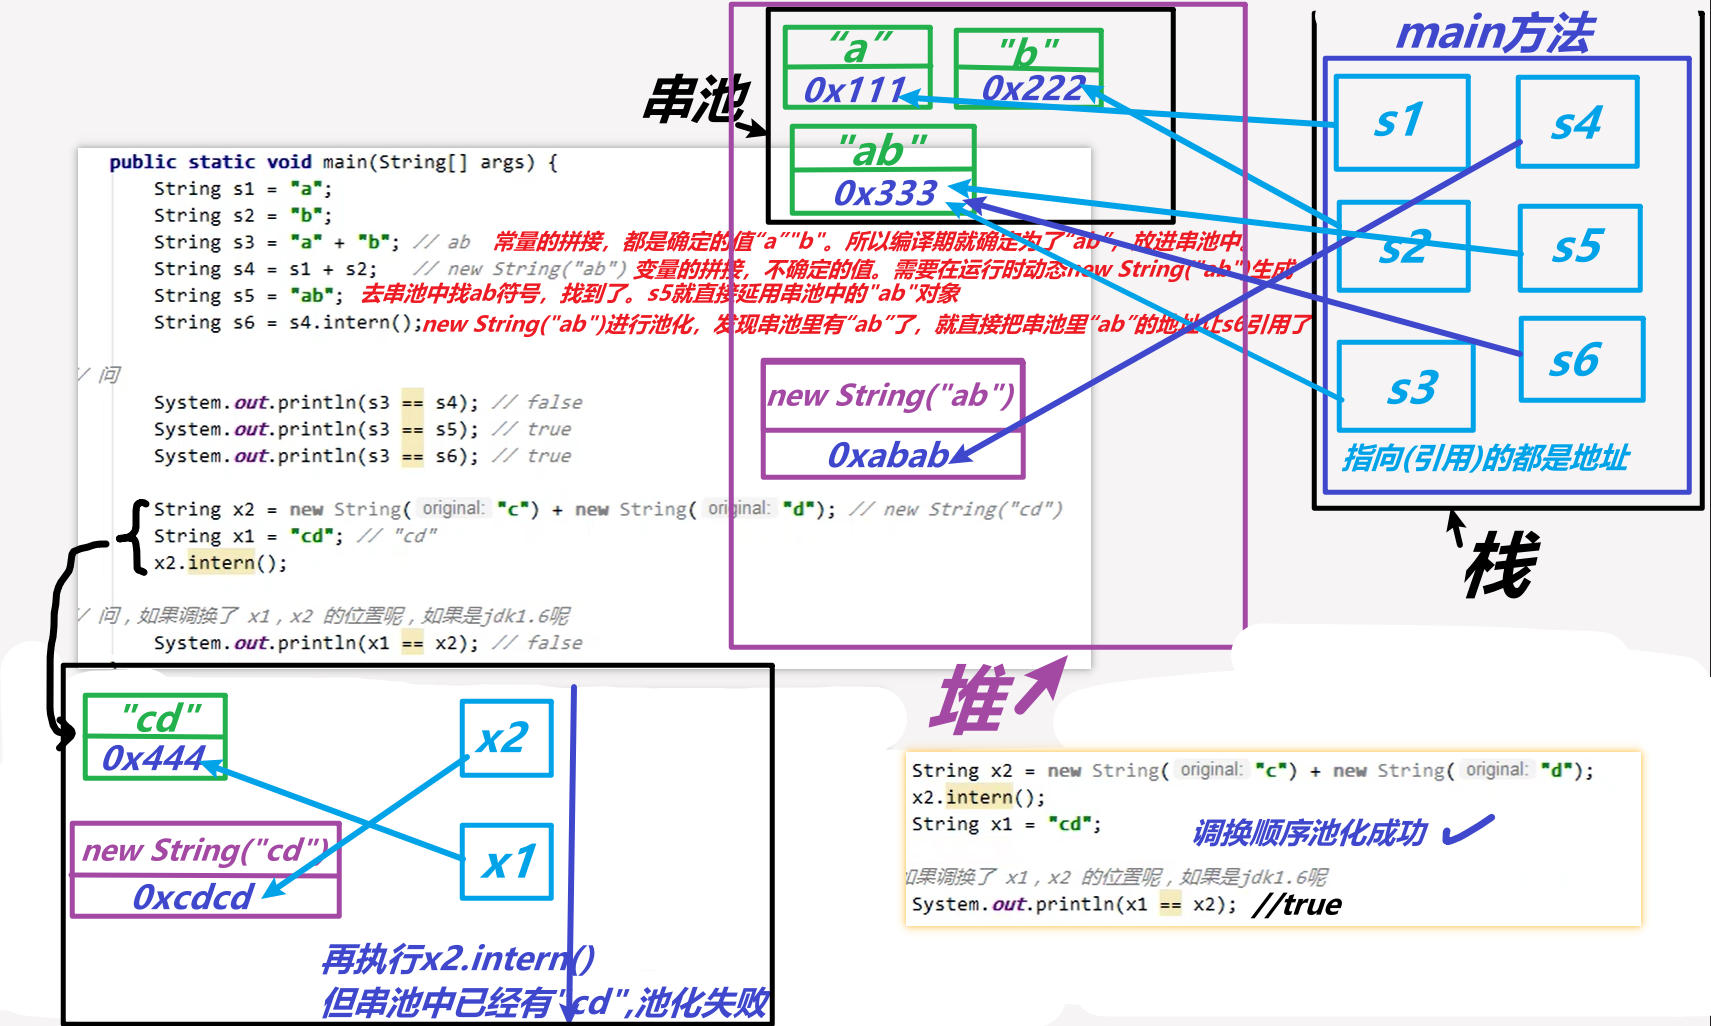 串池
"a"
0x111
"b"
0x222
"ab"
0x333
main方法
s1
s4
s2
s5
s3
s6
指向(引用)的都是地址
栈
public static void main(String[] args) {
String s1 = "a";
String s2 = "b";
String s3 = "a" + "b"; // ab 常量的拼接，都是确定的值“a”"b"。所以编译期就确定为了“ab”，放进串池中。
String s4 = s1 + s2; // new String("ab") 变量的拼接，不确定的值。需要在运行时动态new String("ab")生成
String s5 = "ab"; 去串池中找ab符号，找到了。s5就直接延用串池中的"ab"对象
String s6 = s4.intern();new String("ab")进行池化，发现串池里有“ab”了，就直接把串池里“ab”的地址让s6引用了
// 问
System.out.println(s3 == s4); // false
System.out.println(s3 == s5); // true
System.out.println(s3 == s6); // true
new String("ab")
0xabab
String x2 = new String( original: "c") + new String( original: "d"); // new String("cd")
String x1 = "cd"; // "cd"
x2.intern();
// 问，如果调换了 x1，x2 的位置呢，如果是jdk1.6呢
System.out.println(x1 == x2); // false
堆
"cd"
0x444
x2
new String("cd")
0xcdcd
x1
再执行x2.intern()
但串池中已经有"cd",池化失败
String x2 = new String( original: "c") + new String( original: "d");
x2.intern();
String x1 = "cd";
调换顺序池化成功
如果调换了 x1，x2 的位置呢，如果是jdk1.6呢
System.out.println(x1 == x2); //true